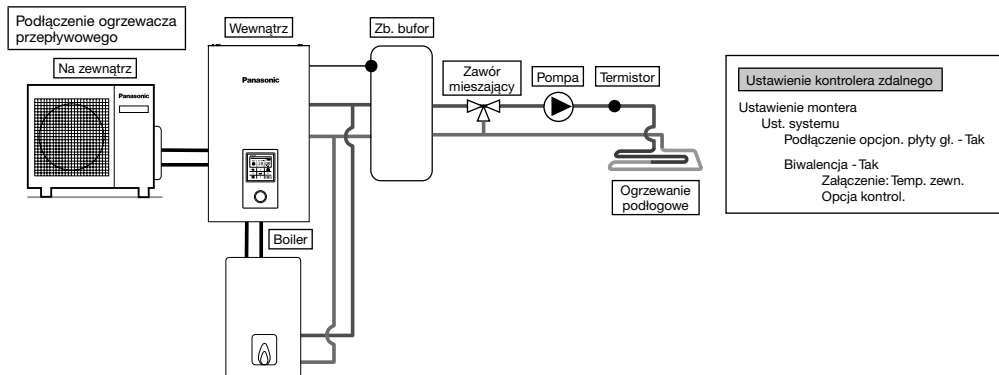 Podłączenie ogrzewacza
przepływowego
Na zewnątrz
Panasonic
Wewnątrz
Panasonic
Boiler
Zb. bufor
Zawór
mieszający
Pompa
Termistor
Ogrzewanie
podłogowe
Ustawienie kontrolera zdalnego
Ustawienie montera
Ust. systemu
Podłączenie opcjon. płyty gł. - Tak
Biwalencja - Tak
Załączenie: Temp. zewn.
Opcja kontrol.